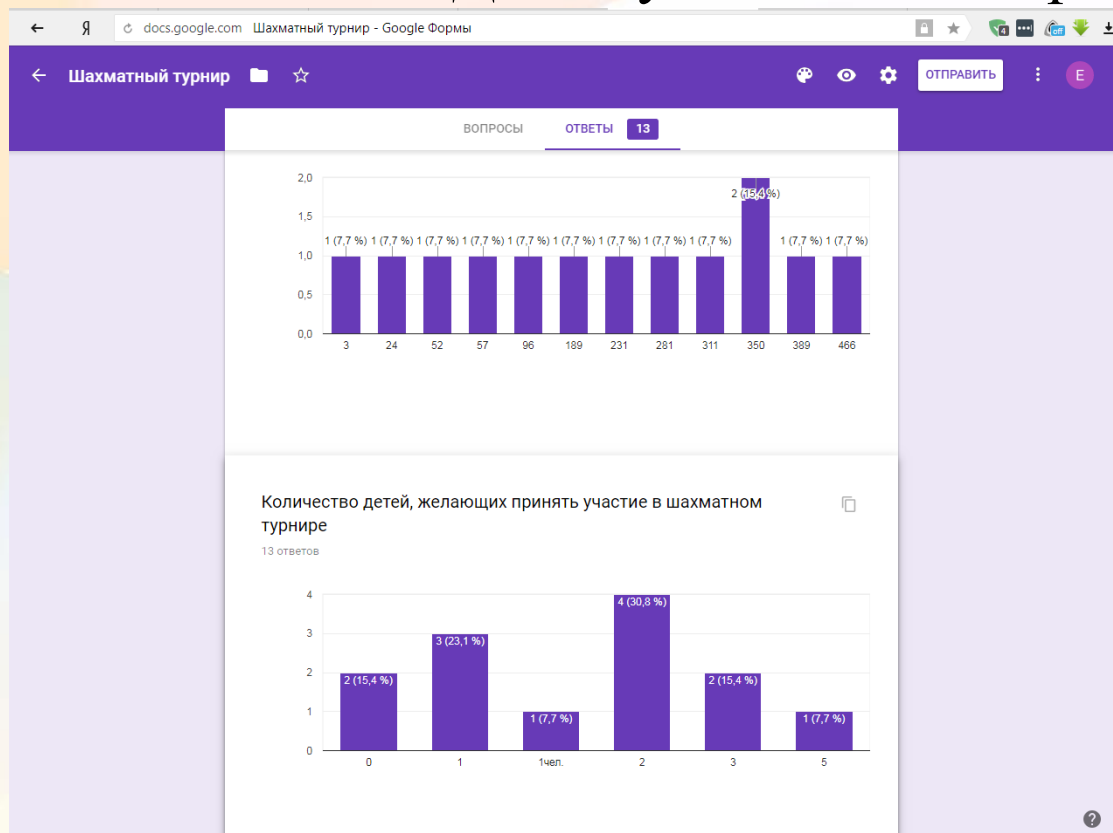 Я docs.google.com Шахматный турнир - Google Формы
4 off
Шахматный турнир ОТПРАВИТЬ Е
ВОПРОСЫ ОТВЕТЫ 13
2,0
1,5
1,0
0,5
0,0
1 (7,7 %) 1 (7,7 %) 1 (7,7 %) 1 (7,7 %) 1 (7,7 %) 1 (7,7 %) 1 (7,7 %) 1 (7,7 %) 1 (7,7 %) 2 (15,4 %) 1 (7,7 %) 1 (7,7 %)
3 24 52 57 96 189 231 281 311 350 389 466
Количество детей, желающих принять участие в шахматном
турнире
13 ответов
4
3
2
1
0
2 (15,4 %) 3 (23,1 %) 1 (7,7 %) 4 (30,8 %) 2 (15,4 %) 1 (7,7 %)
0 1 1чел. 2 3 5